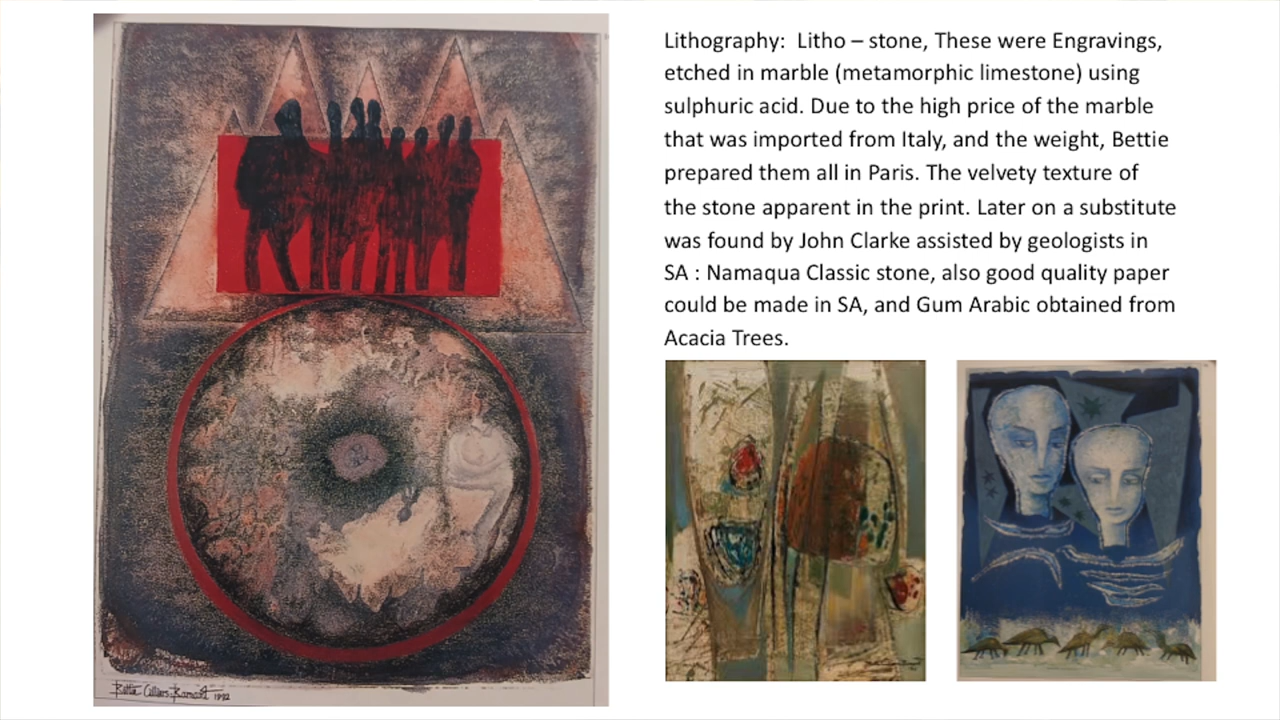 Lithography:  Litho – stone, These were Engravings,
etched in marble (metamorphic limestone) using
sulphuric acid. Due to the high price of the marble
that was imported from Italy, and the weight, Bettie
prepared them all in Paris. The velvety texture of
the stone apparent in the print. Later on a substitute
was found by John Clarke assisted by geologists in
SA : Namaqua Classic stone, also good quality paper
could be made in SA, and Gum Arabic obtained from
Acacia Trees.
Bettie Cilliers-Barnard 1992